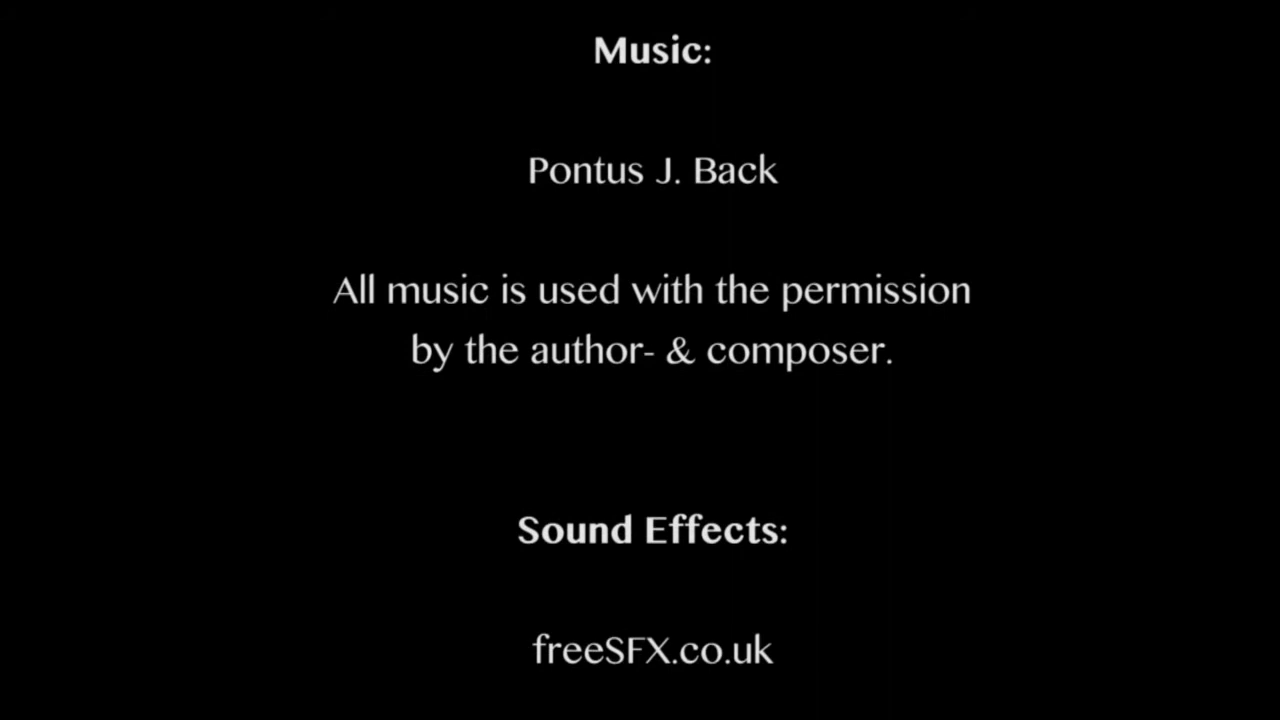 Music:
Pontus J. Back
All music is used with the permission
by the author- & composer.
Sound Effects:
freeSFX.co.uk